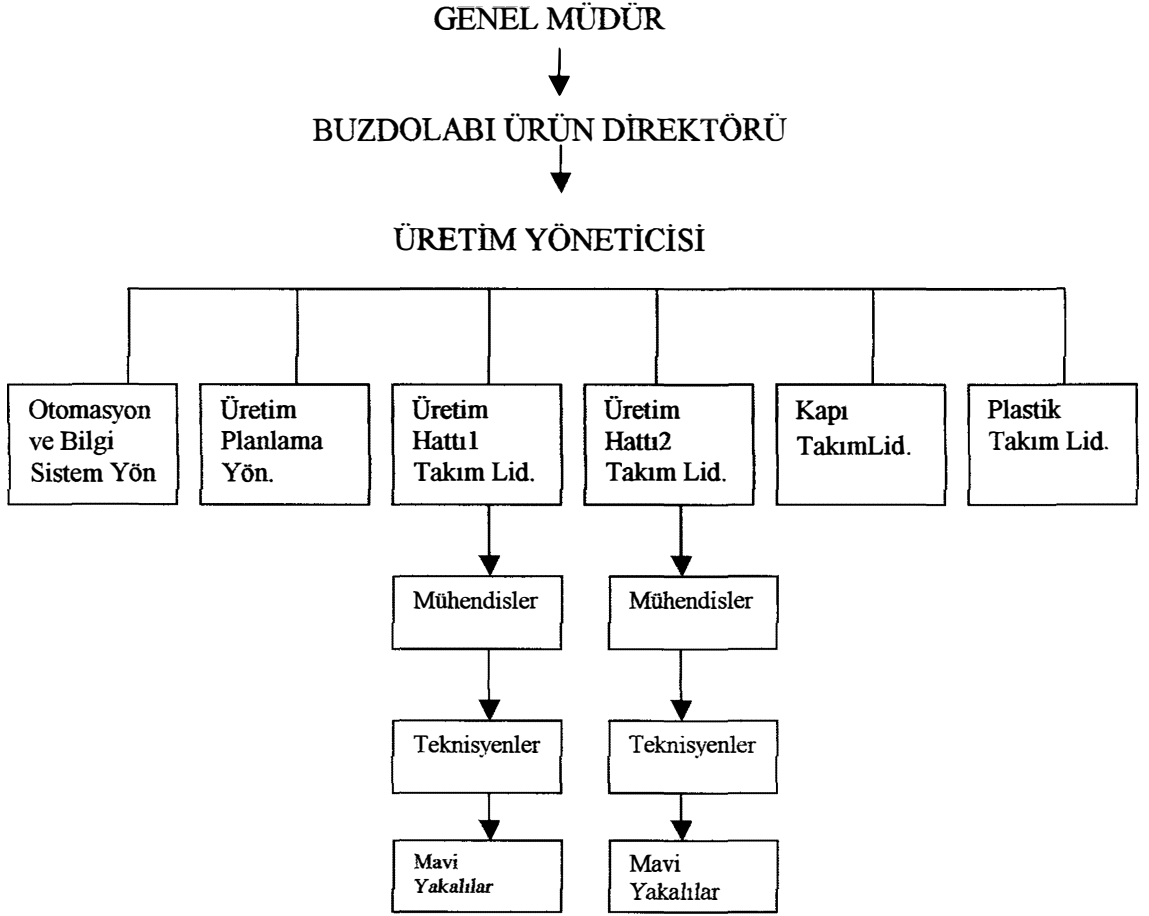 GENEL MÜDÜR
BUZDOLABI ÜRÜN DİREKTÖRÜ
ÜRETİM YÖNETİCİSİ
Otomasyon
ve Bilgi
Sistem Yön
Üretim
Planlama
Yön.
Üretim
Hattı1
Takım Lid.
Üretim
Hattı2
Takım Lid.
Kapı
TakımLid.
Plastik
Takım Lid.
Mühendisler
Mühendisler
Teknisyenler
Teknisyenler
Mavi
Yakalılar
Mavi
Yakalılar